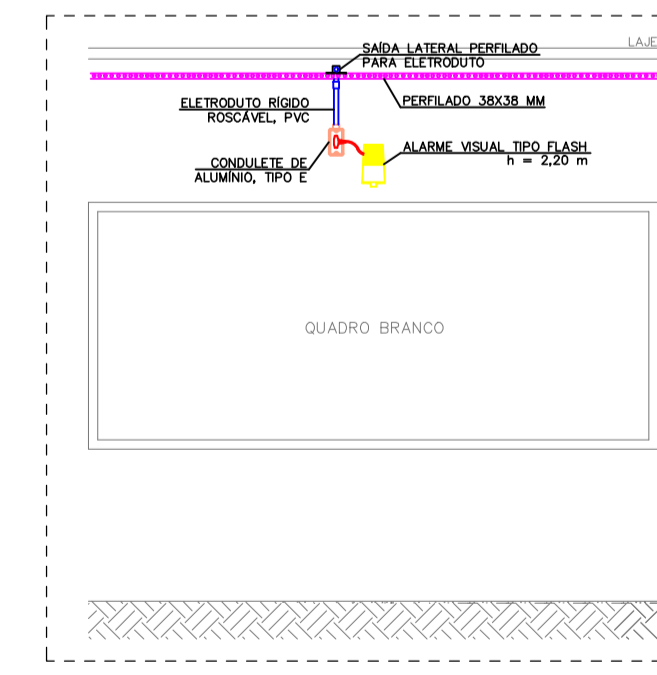 LAJE
SAÍDA LATERAL PERFILADO
PARA ELETRODUTO
ELETRODUTO RÍGIDO
ROSCÁVEL, PVC
PERFILADO 38X38 MM
ALARME VISUAL TIPO FLASH
h = 2,20 m
CONDULETE DE
ALUMÍNIO, TIPO E
QUADRO BRANCO